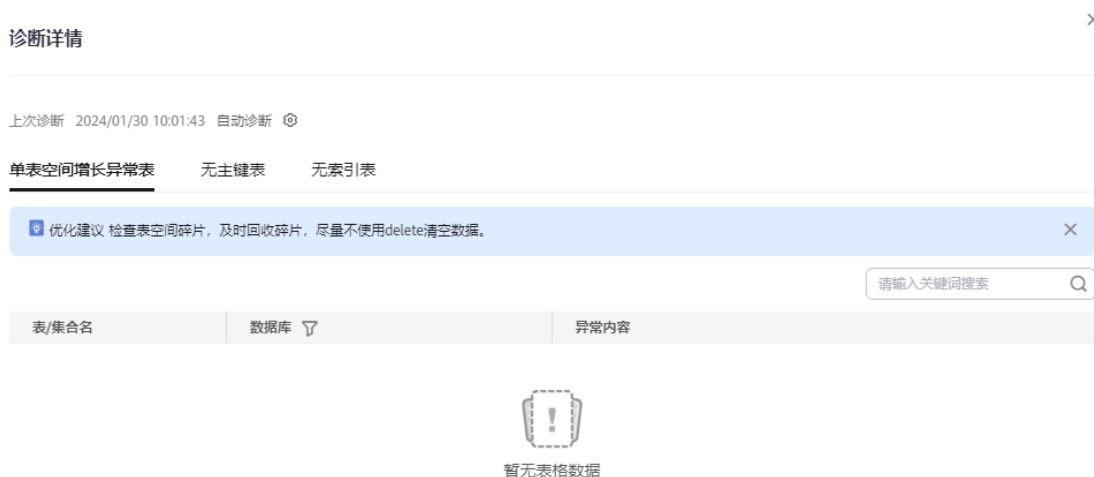 诊断详情
上次诊断 2024/01/30 10:01:43 自动诊断
单表空间增长异常表 无主键表 无索引表
优化建议 检查表空间碎片，及时回收碎片，尽量不使用delete清空数据。
请输入关键词搜索
表/集合名 数据库 异常内容
暂无表格数据